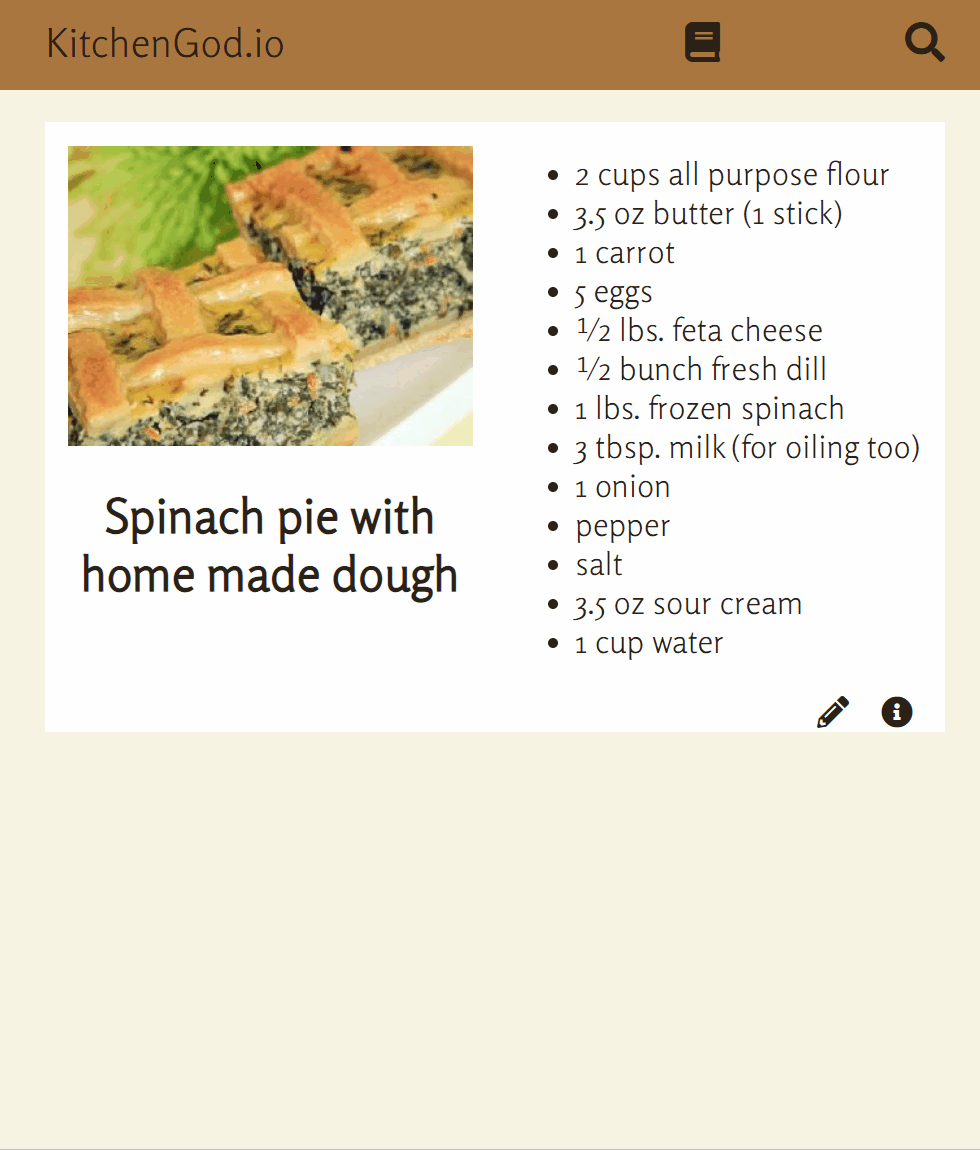 KitchenGod.io
Spinach pie with
home made dough
2 cups all purpose flour
3.5 oz butter (1 stick)
1 carrot
5 eggs
½ lbs. feta cheese
½ bunch fresh dill
1 lbs. frozen spinach
3 tbsp. milk (for oiling too)
1 onion
pepper
salt
3.5 oz sour cream
1 cup water